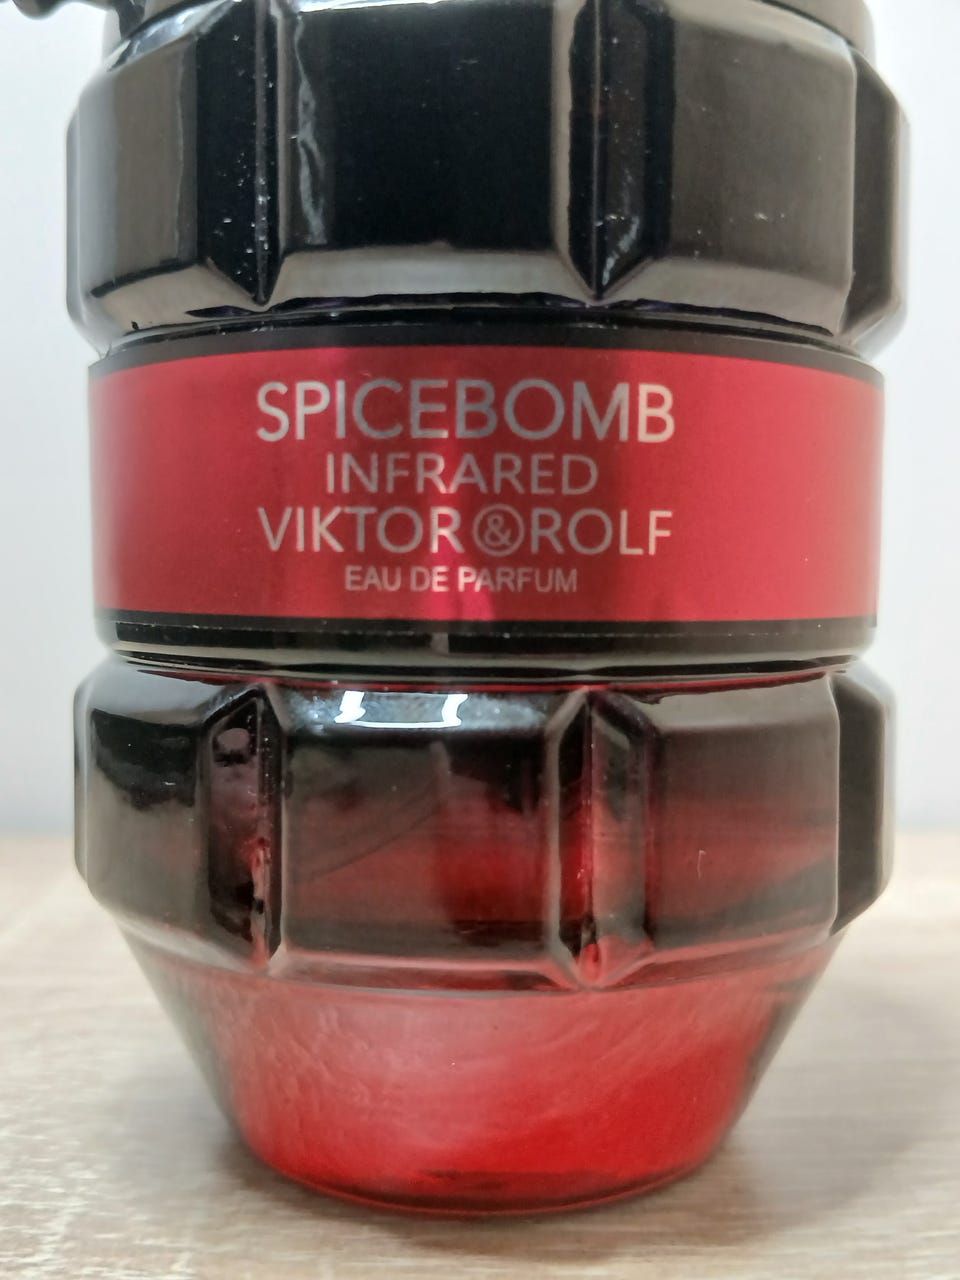 SPICEBOMB
INFRARED
VIKTOR & ROLF
EAU DE PARFUM